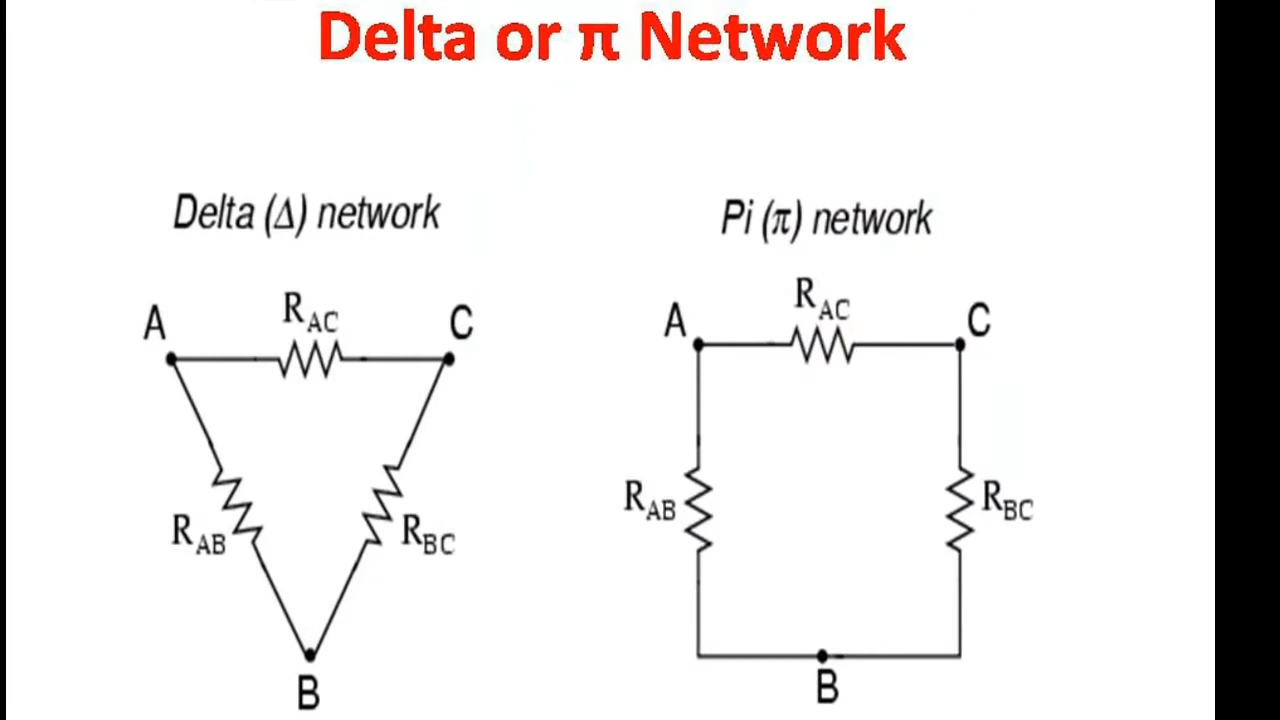 Delta or π Network
Delta (Δ) network
Pi (π) network
A
R_AC
C
R_AB
R_BC
B
A
R_AC
C
R_AB
R_BC
B